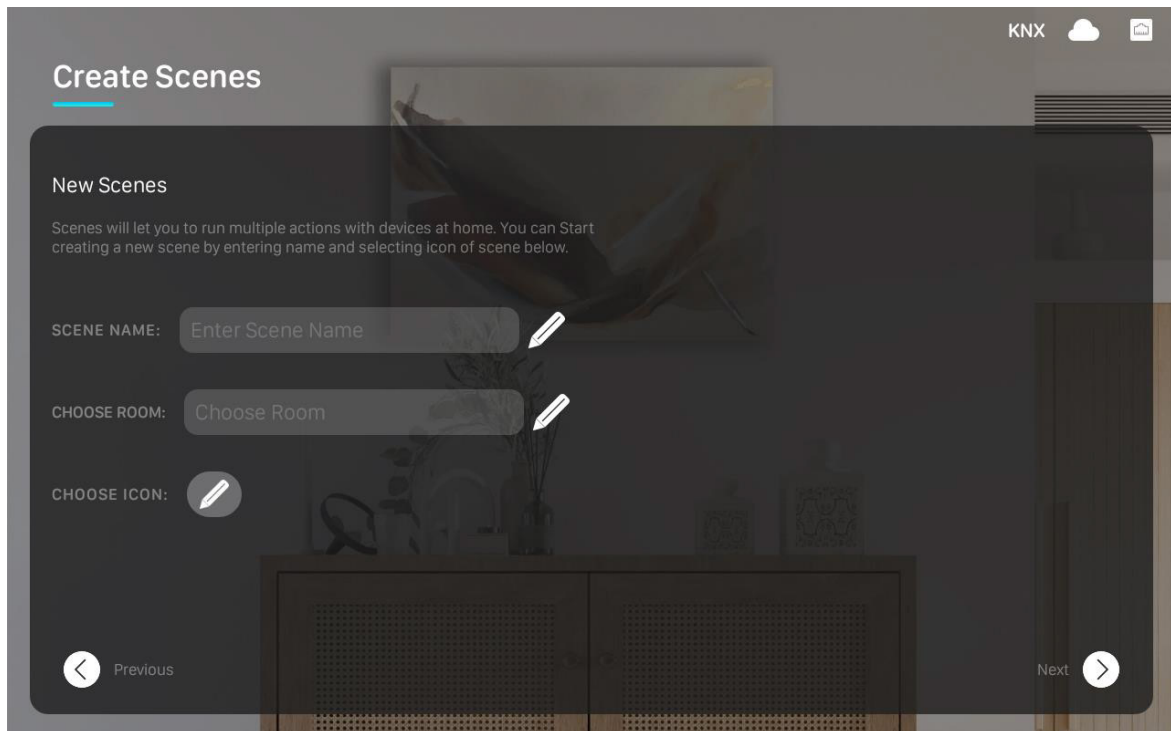 KNX
Create Scenes
New Scenes
Scenes will let you to run multiple actions with devices at home. You can Start
creating a new scene by entering name and selecting icon of scene below.
SCENE NAME: Enter Scene Name
CHOOSE ROOM: Choose Room
CHOOSE ICON:
Previous Next